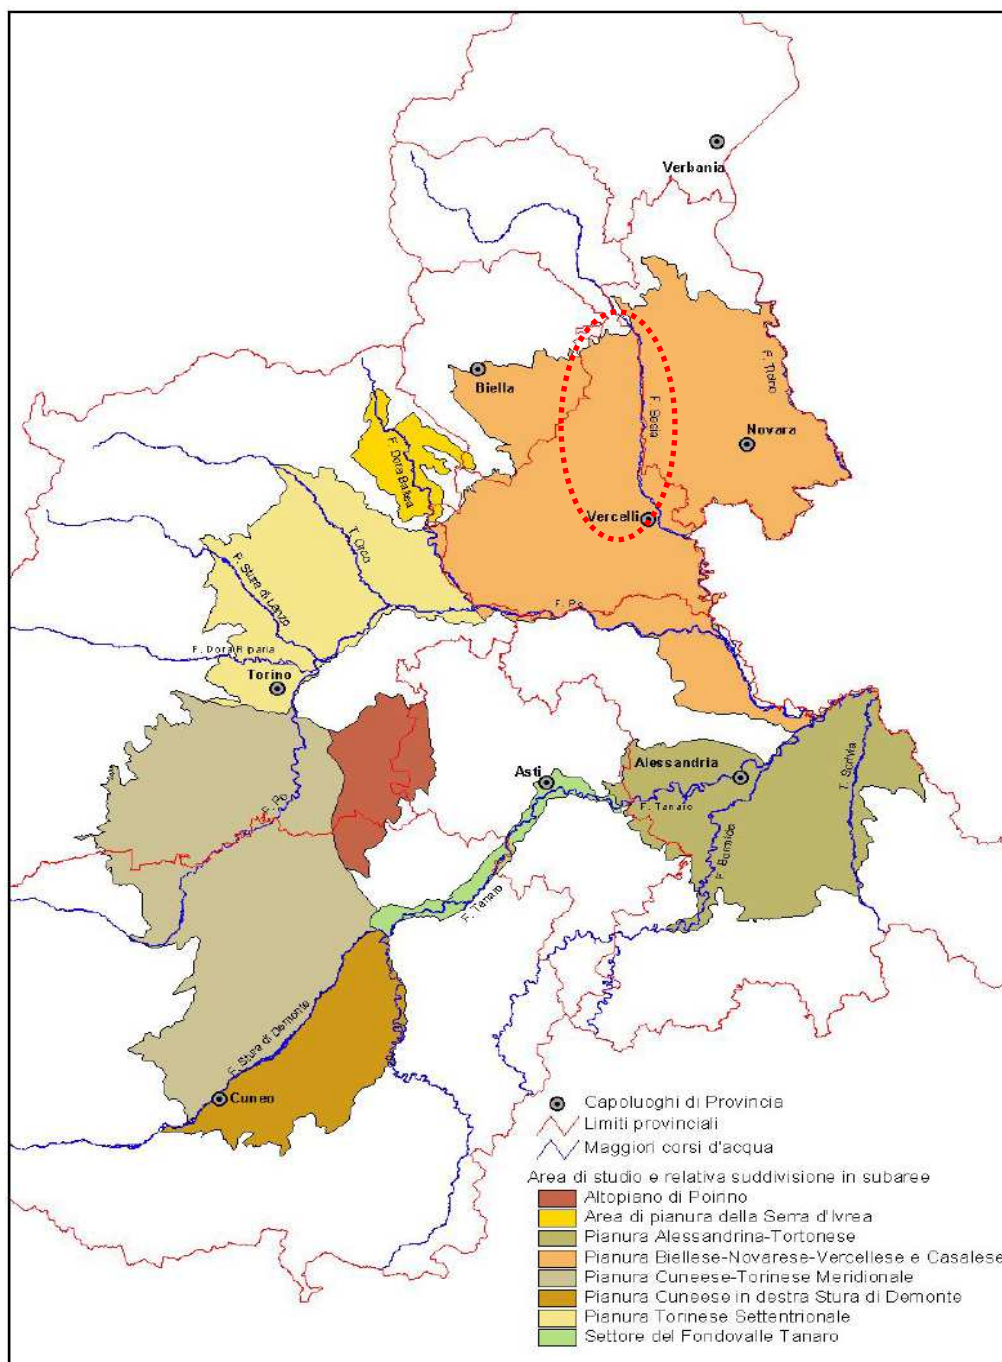 Verbania
Biella
F. Ticino
F. Sesia
Novara
F. Dora Baltea
Vercelli
T. Orco
F. Stura di Lanzo
F. Po
F. Dora Riparia
Torino
Alessandria
Asti
T. Scrivia
F. Po
F. Tanaro
F. Bormida
F. Tanaro
F. Stura di Demonte
Cuneo
Capoluoghi di Provincia
Limiti provinciali
Maggiori corsi d'acqua
Area di studio e relativa suddivisione in subaree
Altopiano di Poirino
Area di pianura della Serra d'Ivrea
Pianura Alessandrina-Tortonese
Pianura Biellese-Novarese-Vercellese e Casalese
Pianura Cuneese-Torinese Meridionale
Pianura Cuneese in destra Stura di Demonte
Pianura Torinese Settentrionale
Settore del Fondovalle Tanaro